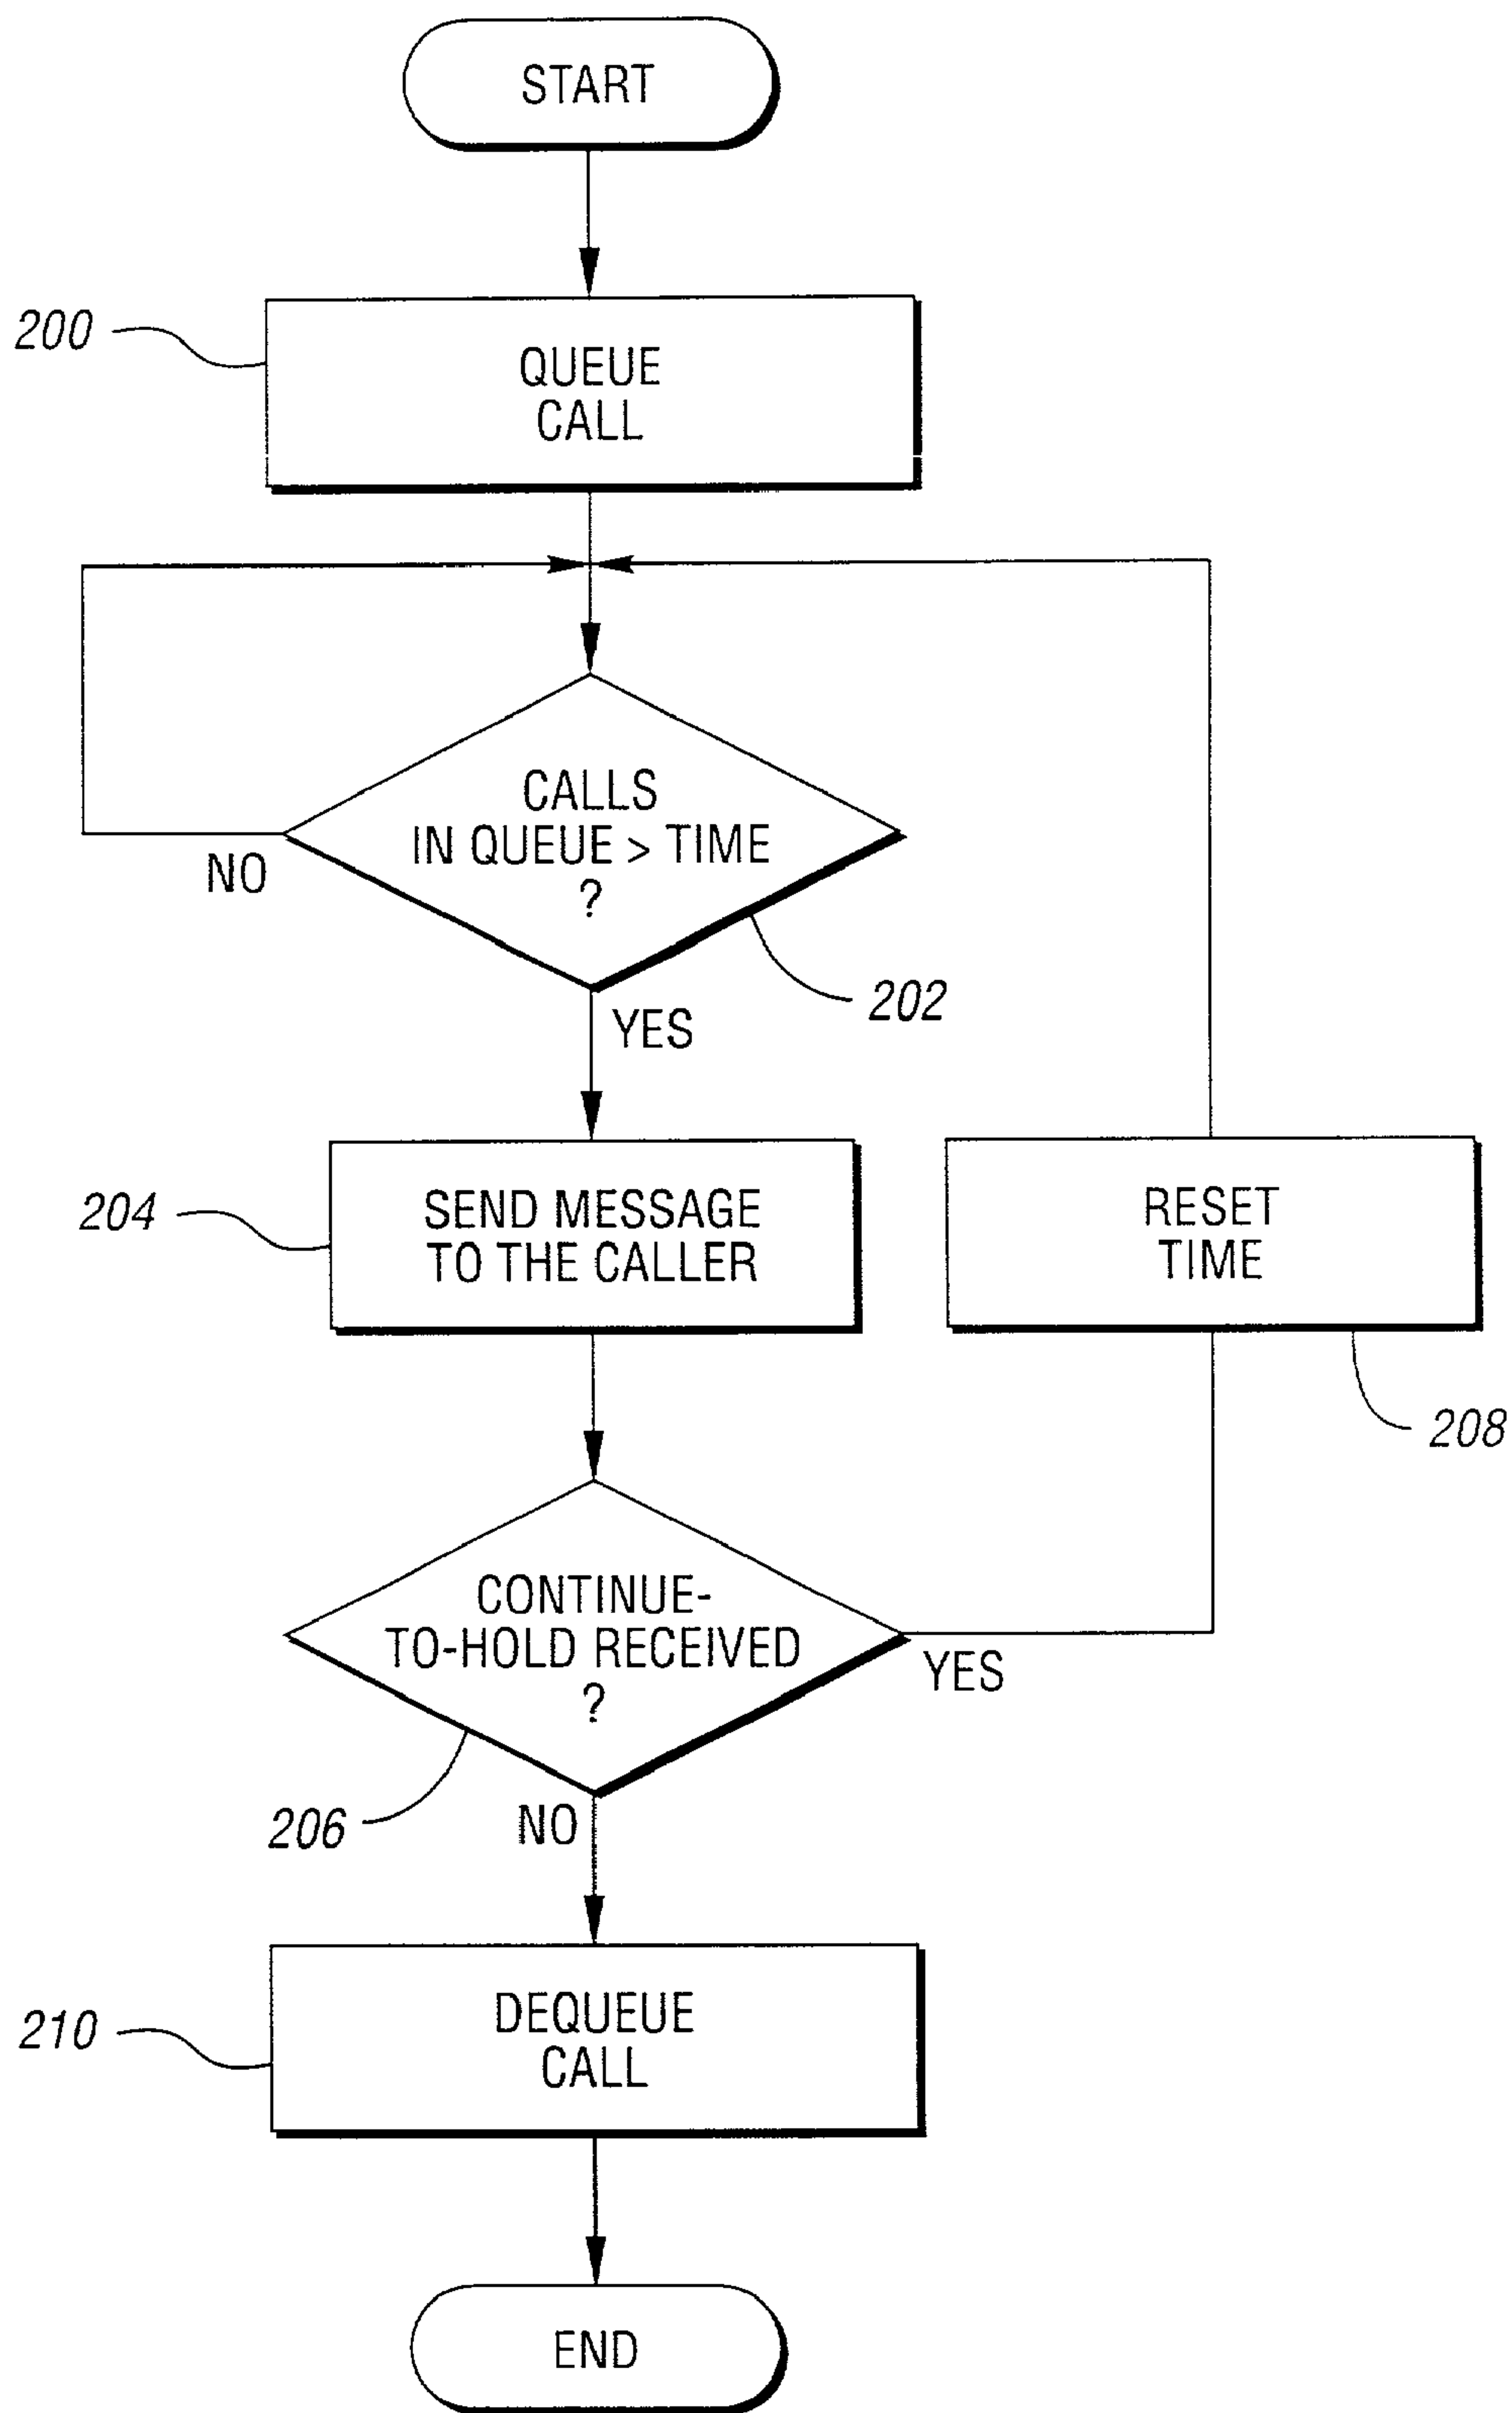 START
200
QUEUE
CALL
CALLS
IN QUEUE > TIME
?
NO
202
YES
204
SEND MESSAGE
TO THE CALLER
RESET
TIME
208
CONTINUE-
TO-HOLD RECEIVED
?
YES
206
NO
210
DEQUEUE
CALL
END